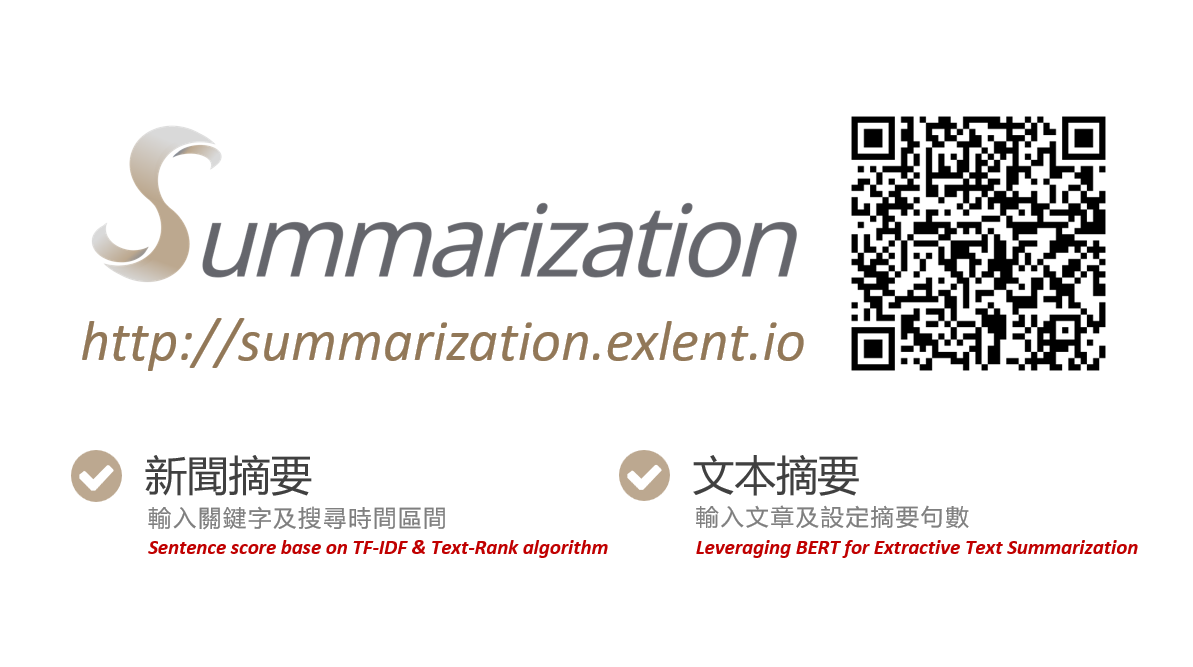 Summarization
http://summarization.exlent.io
新聞摘要
輸入關鍵字及搜尋時間區間
Sentence score base on TF-IDF & Text-Rank algorithm
文本摘要
輸入文章及設定摘要句數
Leveraging BERT for Extractive Text Summarization